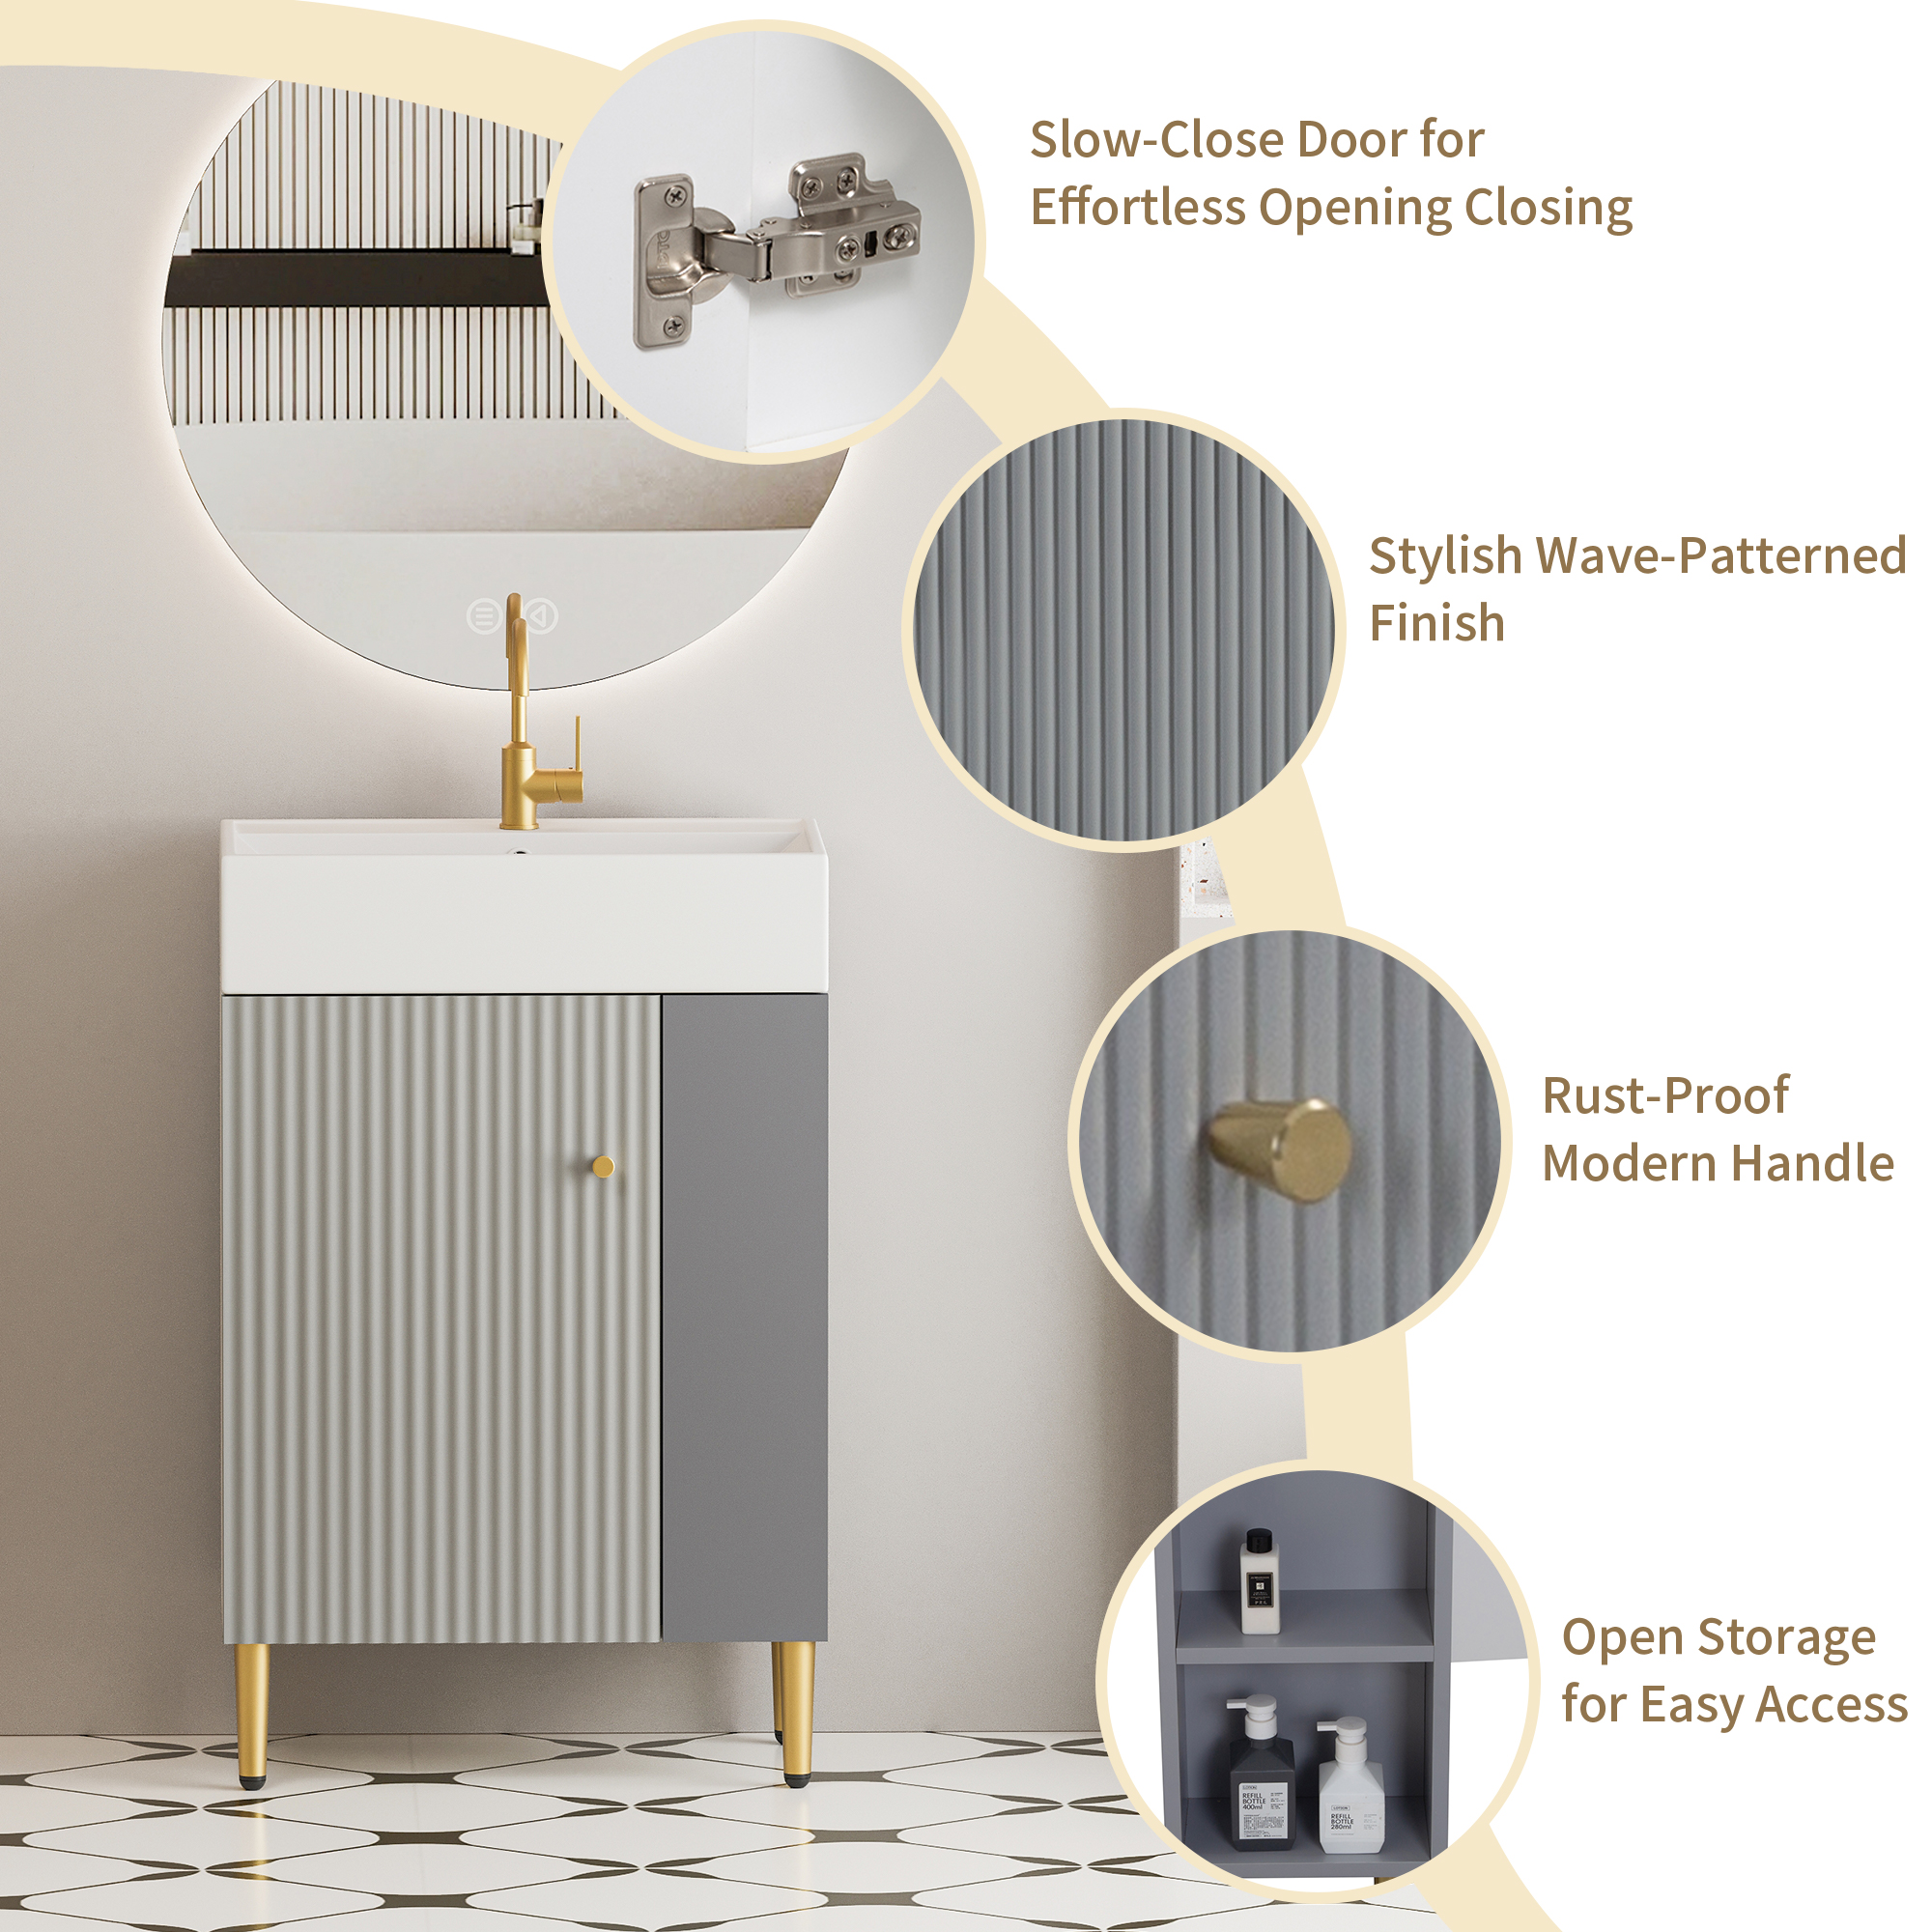 Slow-Close Door for
Effortless Opening Closing
Stylish Wave-Patterned
Finish
Rust-Proof
Modern Handle
Open Storage
for Easy Access
REFILL
BOTTLE
400ml
REFILL
BOTTLE
280ml